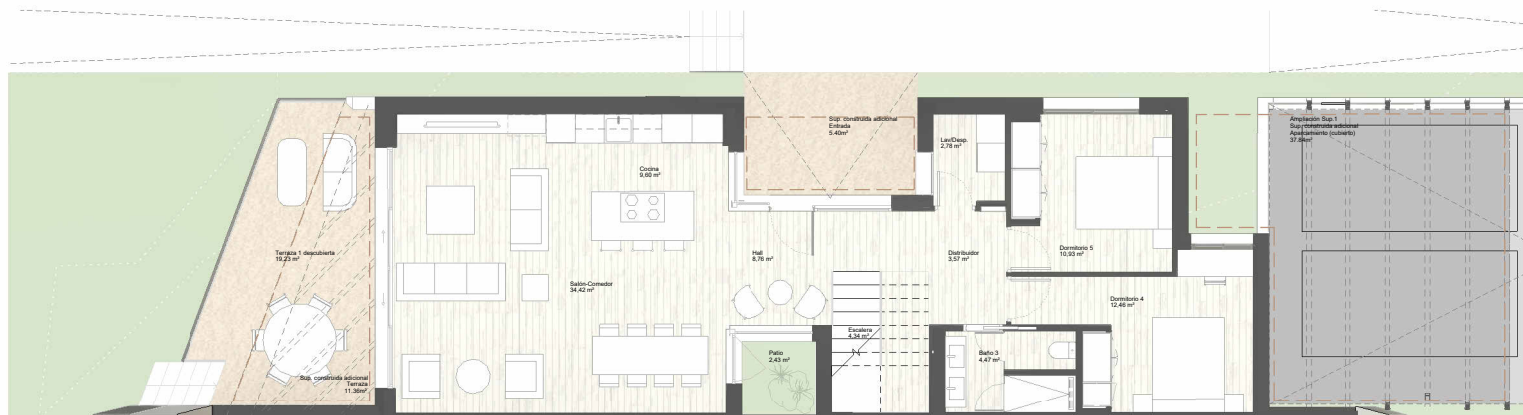 Sup. construida adicional
Entrada
5.40m²
Lav/Desp.
2,78 m²
Ampliación Sup.1
Sup. construida adicional
Aparcamiento (cubierto)
37.84m²
Cocina
9,60 m²
Terraza 1 descubierta
19.23 m²
Hall
8,76 m²
Distribuidor
3,57 m²
Dormitorio 5
10,93 m²
Salón-Comedor
34,42 m²
Dormitorio 4
12,46 m²
Escalera
4,34 m²
Patio
2,43 m²
Baño 3
4,47 m²
Sup. construida adicional
Terraza
11.36m²